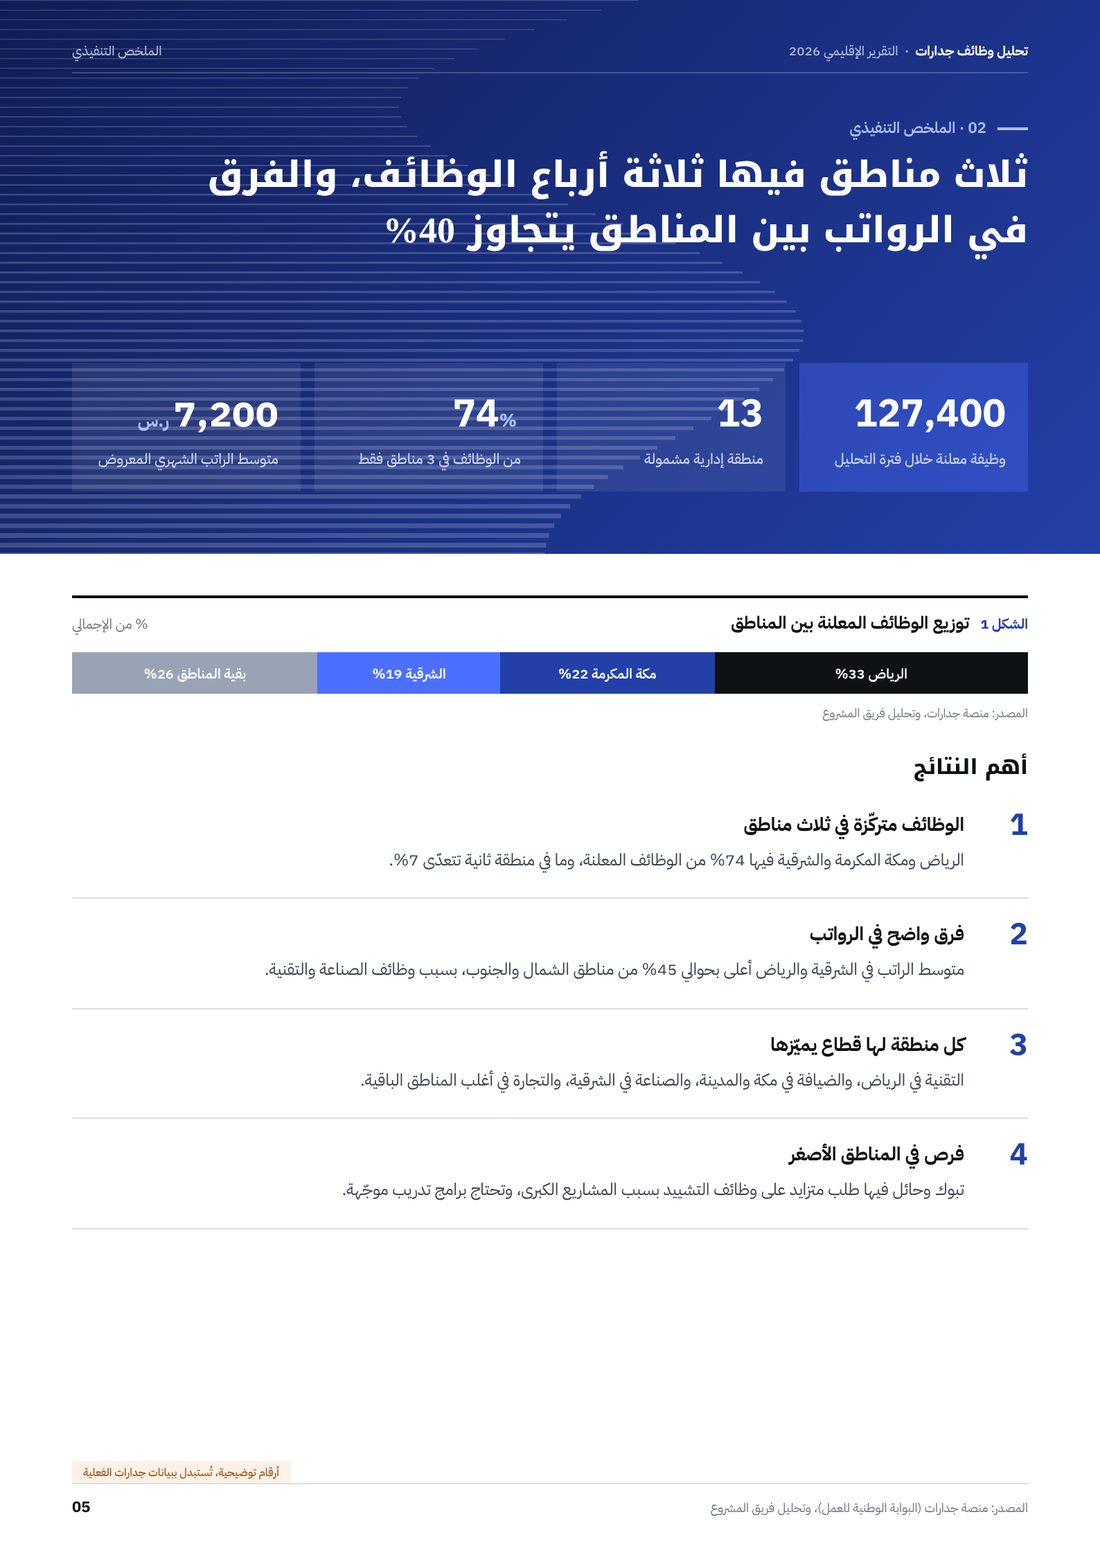 تحليل وظائف جدارات · التقرير الإقليمي 2026
الملخص التنفيذي
02 · الملخص التنفيذي
ثلاث مناطق فيها ثلاثة أرباع الوظائف، والفرق
في الرواتب بين المناطق يتجاوز 40%
127,400
وظيفة معلنة خلال فترة التحليل
13
منطقة إدارية مشمولة
74%
من الوظائف في 3 مناطق فقط
7,200 ر.س
متوسط الراتب الشهري المعروض
الشكل 1 توزيع الوظائف المعلنة بين المناطق
% من الإجمالي
الرياض 33%
مكة المكرمة 22%
الشرقية 19%
بقية المناطق 26%
المصدر: منصة جدارات، وتحليل فريق المشروع
أهم النتائج
1
الوظائف متركّزة في ثلاث مناطق
الرياض ومكة المكرمة والشرقية فيها 74% من الوظائف المعلنة، وما في منطقة ثانية تتعدّى 7%.
2
فرق واضح في الرواتب
متوسط الراتب في الشرقية والرياض أعلى بحوالي 45% من مناطق الشمال والجنوب، بسبب وظائف الصناعة والتقنية.
3
كل منطقة لها قطاع يميّزها
التقنية في الرياض، والضيافة في مكة والمدينة، والصناعة في الشرقية، والتجارة في أغلب المناطق الباقية.
4
فرص في المناطق الأصغر
تبوك وحائل فيها طلب متزايد على وظائف التشييد بسبب المشاريع الكبرى، وتحتاج برامج تدريب موجّهة.
أرقام توضيحية، تُستبدل ببيانات جدارات الفعلية
المصدر: منصة جدارات (البوابة الوطنية للعمل)، وتحليل فريق المشروع
05